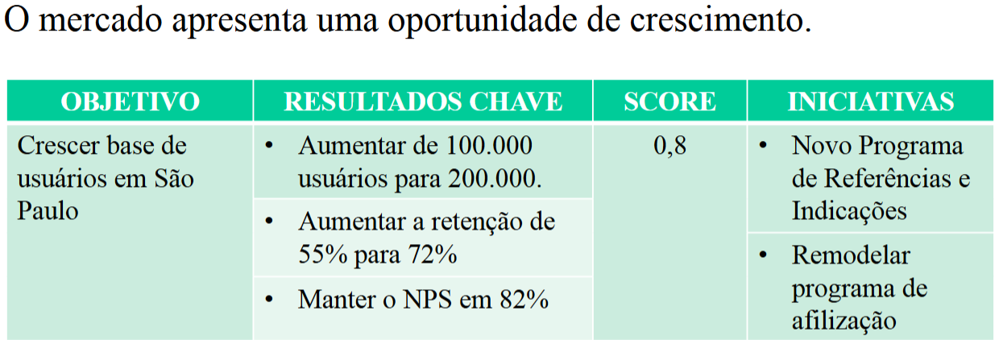 O mercado apresenta uma oportunidade de crescimento.
OBJETIVO
RESULTADOS CHAVE
SCORE
INICIATIVAS
Crescer base de
usuários em São
Paulo
• Aumentar de 100.000
usuários para 200.000.
• Aumentar a retenção de
55% para 72%
• Manter o NPS em 82%
0,8
• Novo Programa
de Referências e
Indicações
• Remodelar
programa de
afilização